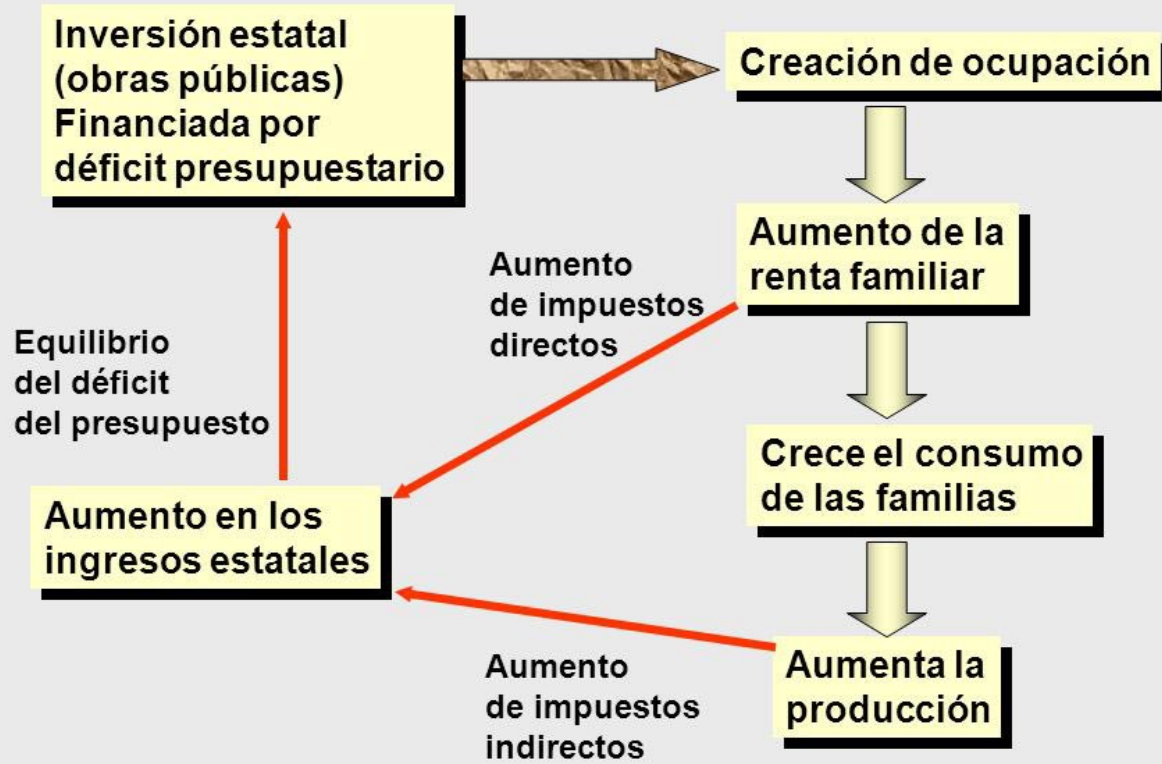 Inversión estatal
(obras públicas)
Financiada por
déficit presupuestario
Creación de ocupación
Aumento de la
renta familiar
Aumento
de impuestos
directos
Equilibrio
del déficit
del presupuesto
Crece el consumo
de las familias
Aumento en los
ingresos estatales
Aumenta la
producción
Aumento
de impuestos
indirectos